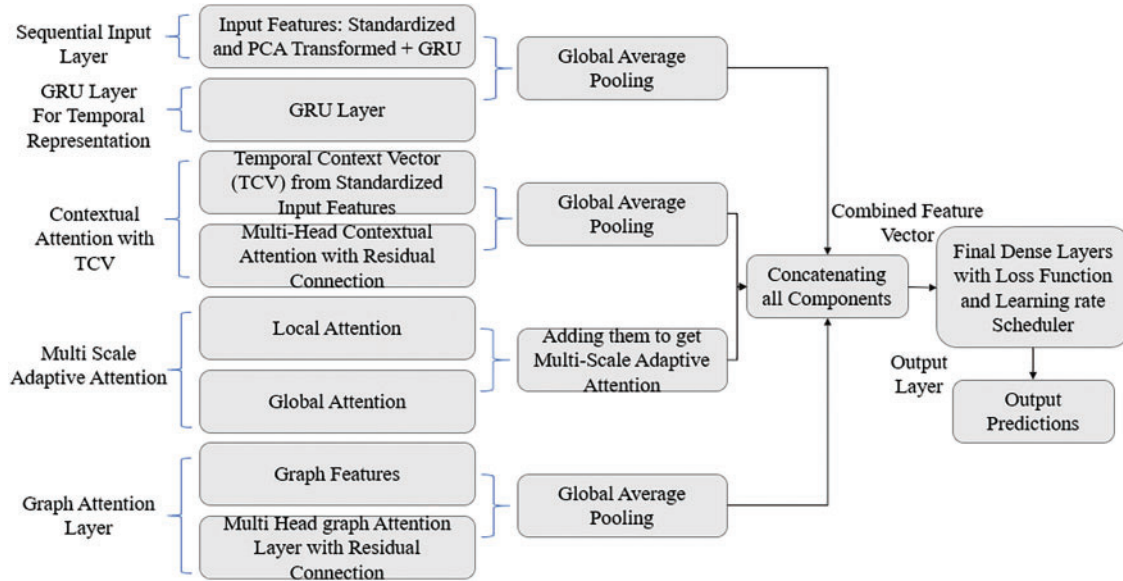 Sequential Input
Layer
Input Features: Standardized
and PCA Transformed + GRU
Global Average
Pooling
GRU Layer
For Temporal
Representation
GRU Layer
Contextual
Attention with
TCV
Temporal Context Vector
(TCV) from Standardized
Input Features
Multi-Head Contextual
Attention with Residual
Connection
Global Average
Pooling
Multi Scale
Adaptive Attention
Local Attention
Global Attention
Adding them to get
Multi-Scale Adaptive
Attention
Graph Attention
Layer
Graph Features
Multi Head graph Attention
Layer with Residual
Connection
Global Average
Pooling
Concatenating
all Components
Combined Feature
Vector
Final Dense Layers
with Loss Function
and Learning rate
Scheduler
Output
Layer
Output
Predictions